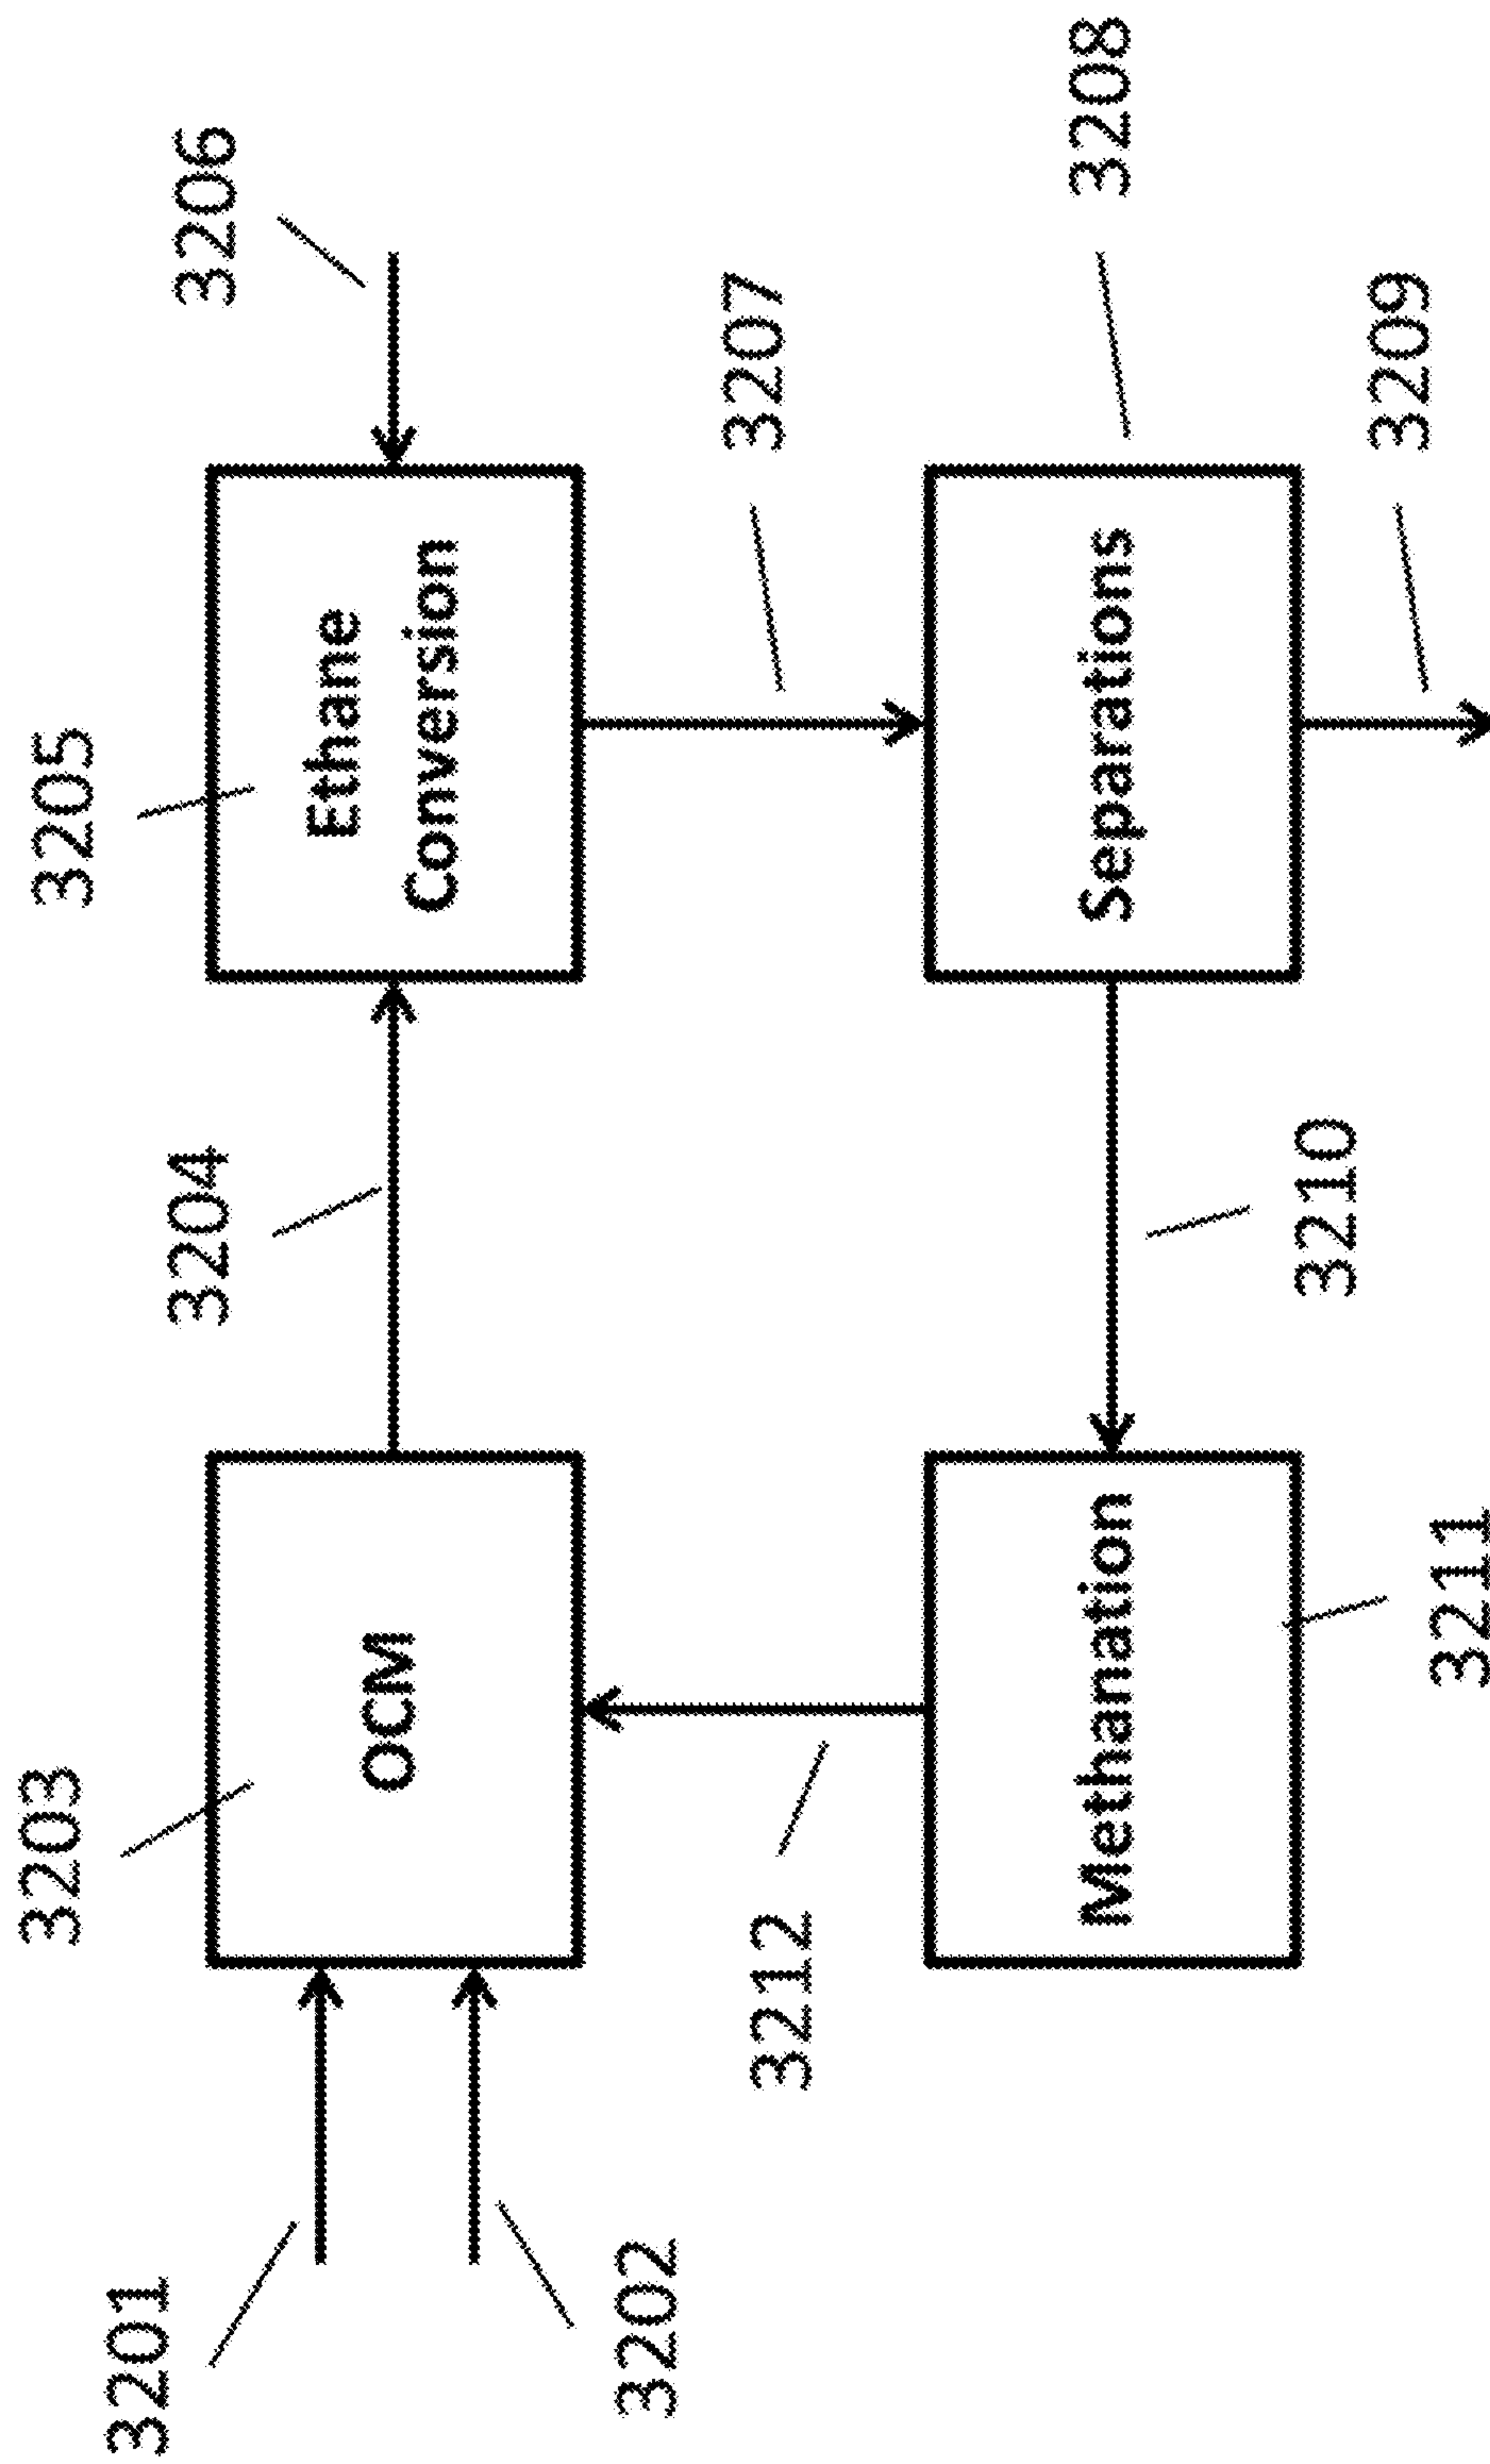 3203
3205
3201
3204
3206
OCM
Ethane
Conversion
3202
3212
3207
Methanation
Separations
3208
3211
3210
3209